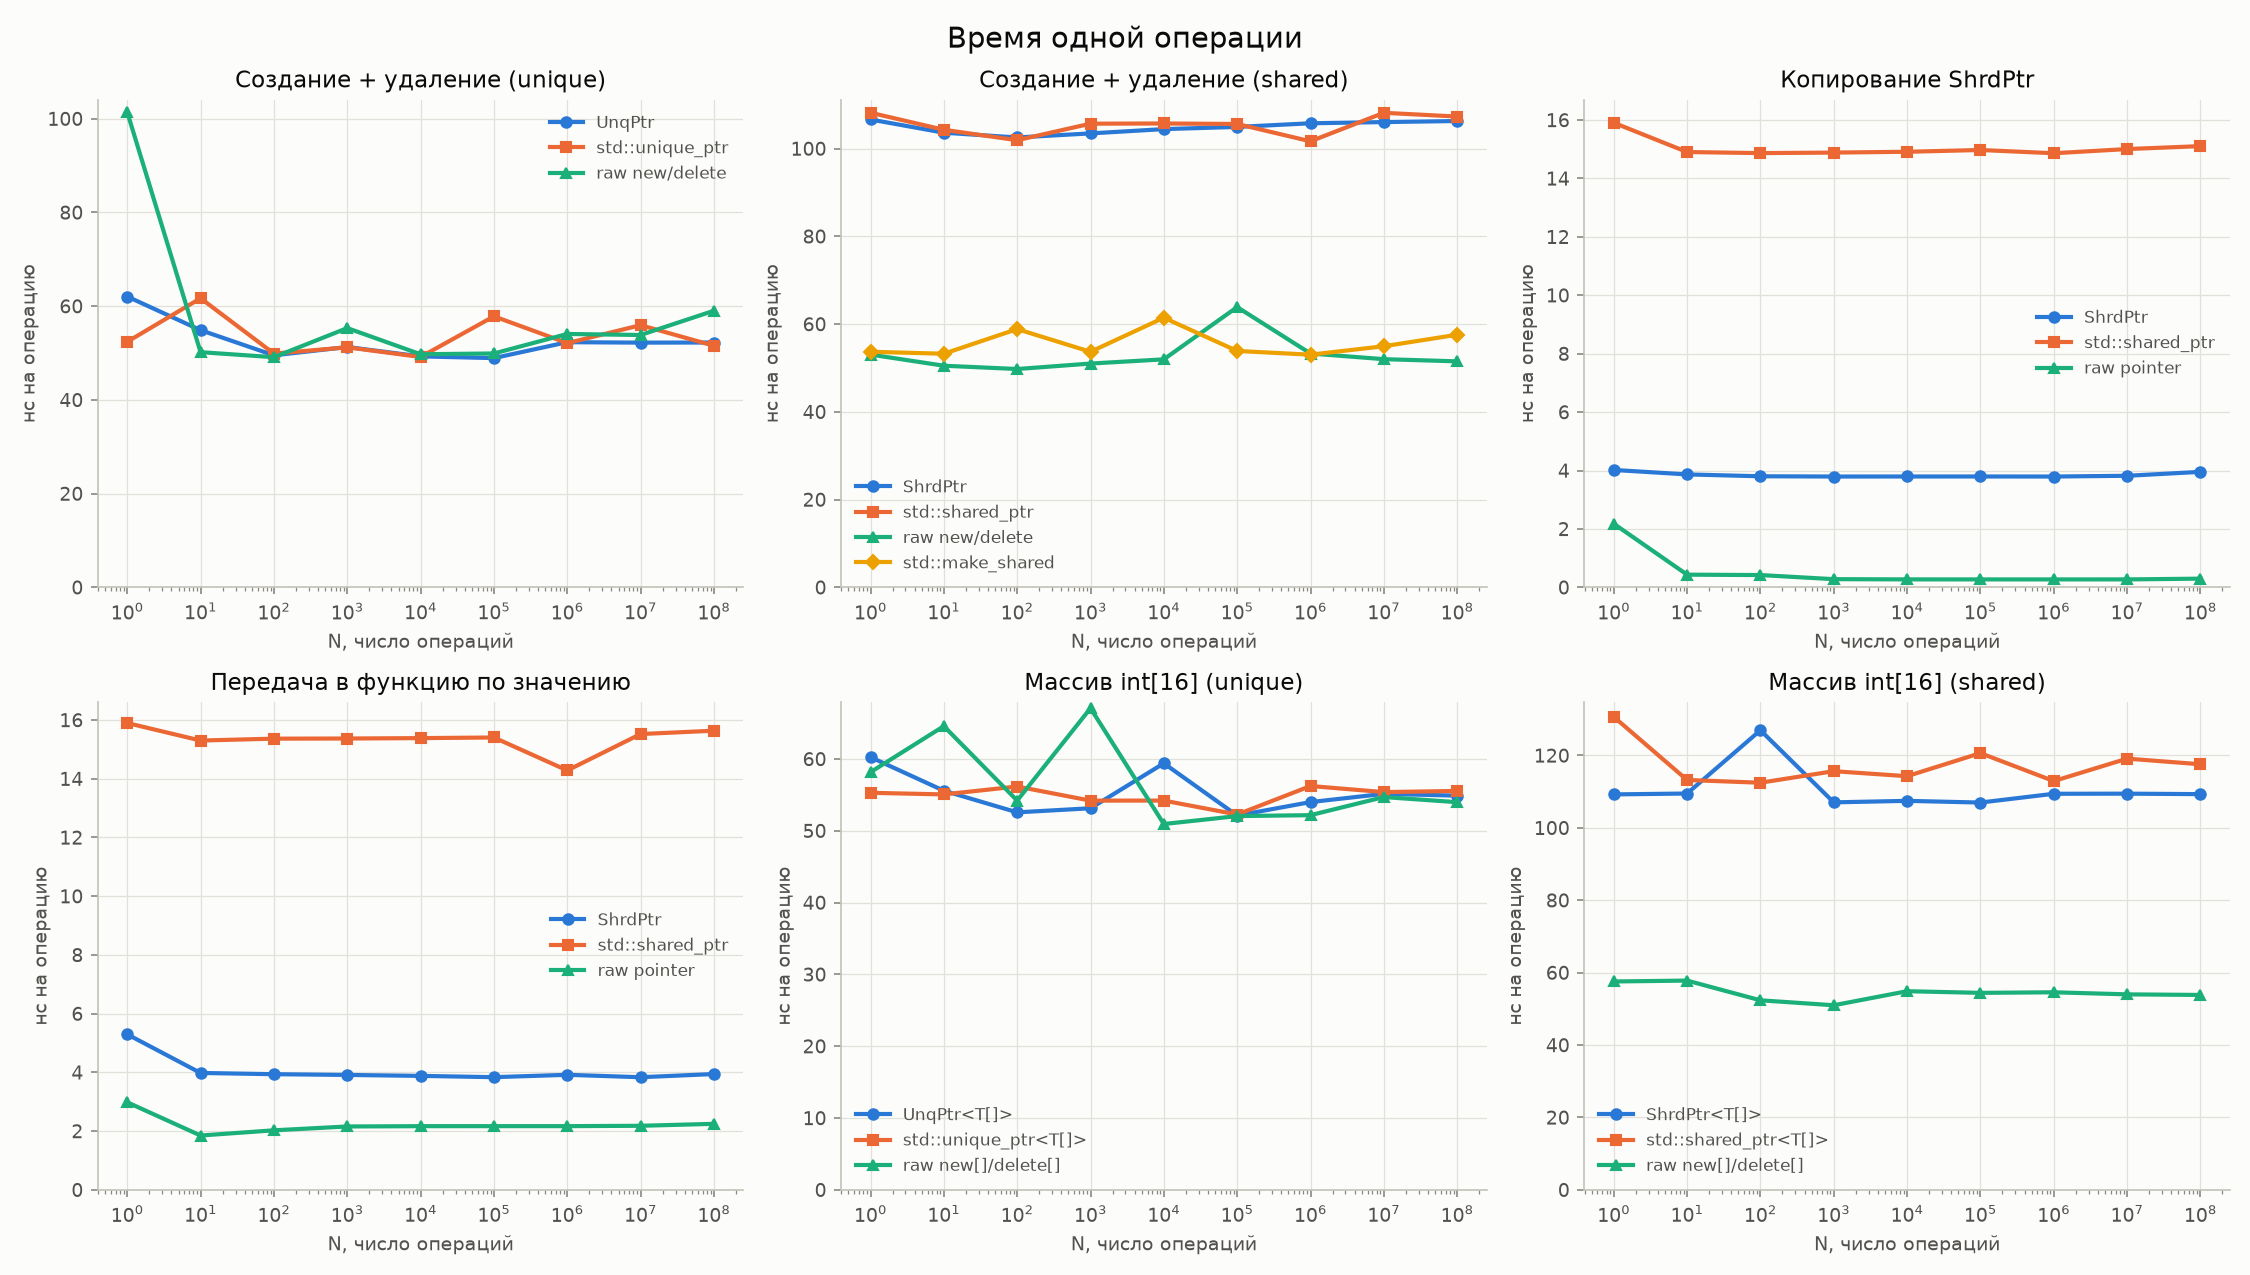 Время одной операции
Создание + удаление (unique)
нс на операцию
100
80
60
40
20
0
UnqPtr
std::unique_ptr
raw new/delete
10⁰ 10¹ 10² 10³ 10⁴ 10⁵ 10⁶ 10⁷ 10⁸
N, число операций
Создание + удаление (shared)
нс на операцию
100
80
60
40
20
0
ShrdPtr
std::shared_ptr
raw new/delete
std::make_shared
10⁰ 10¹ 10² 10³ 10⁴ 10⁵ 10⁶ 10⁷ 10⁸
N, число операций
Копирование ShrdPtr
нс на операцию
16
14
12
10
8
6
4
2
0
ShrdPtr
std::shared_ptr
raw pointer
10⁰ 10¹ 10² 10³ 10⁴ 10⁵ 10⁶ 10⁷ 10⁸
N, число операций
Передача в функцию по значению
нс на операцию
16
14
12
10
8
6
4
2
0
ShrdPtr
std::shared_ptr
raw pointer
10⁰ 10¹ 10² 10³ 10⁴ 10⁵ 10⁶ 10⁷ 10⁸
N, число операций
Массив int[16] (unique)
нс на операцию
60
50
40
30
20
10
0
UnqPtr<T[]>
std::unique_ptr<T[]>
raw new[]/delete[]
10⁰ 10¹ 10² 10³ 10⁴ 10⁵ 10⁶ 10⁷ 10⁸
N, число операций
Массив int[16] (shared)
нс на операцию
120
100
80
60
40
20
0
ShrdPtr<T[]>
std::shared_ptr<T[]>
raw new[]/delete[]
10⁰ 10¹ 10² 10³ 10⁴ 10⁵ 10⁶ 10⁷ 10⁸
N, число операций